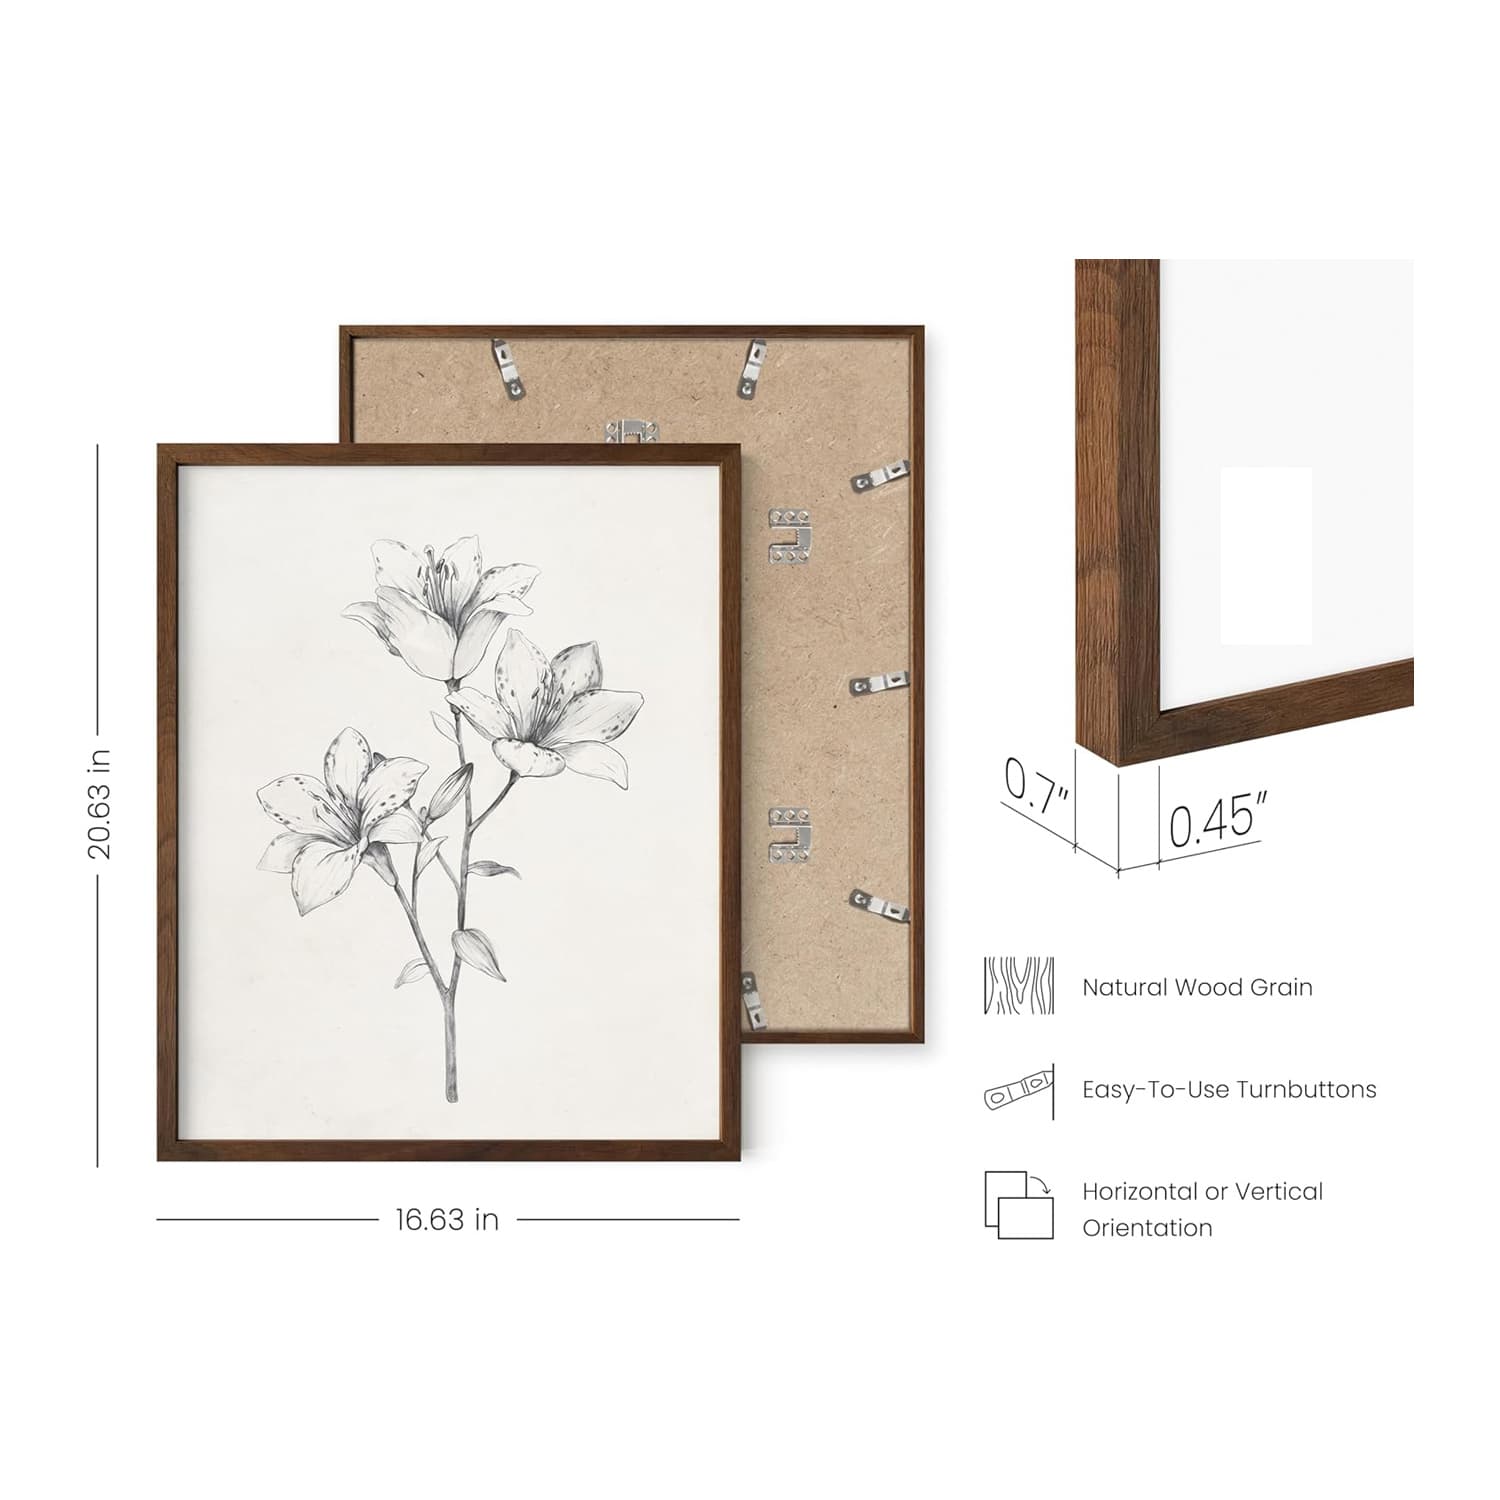 20.63 in
16.63 in
0.7"
0.45"
Natural Wood Grain
Easy-To-Use Turnbuttons
Horizontal or Vertical
Orientation